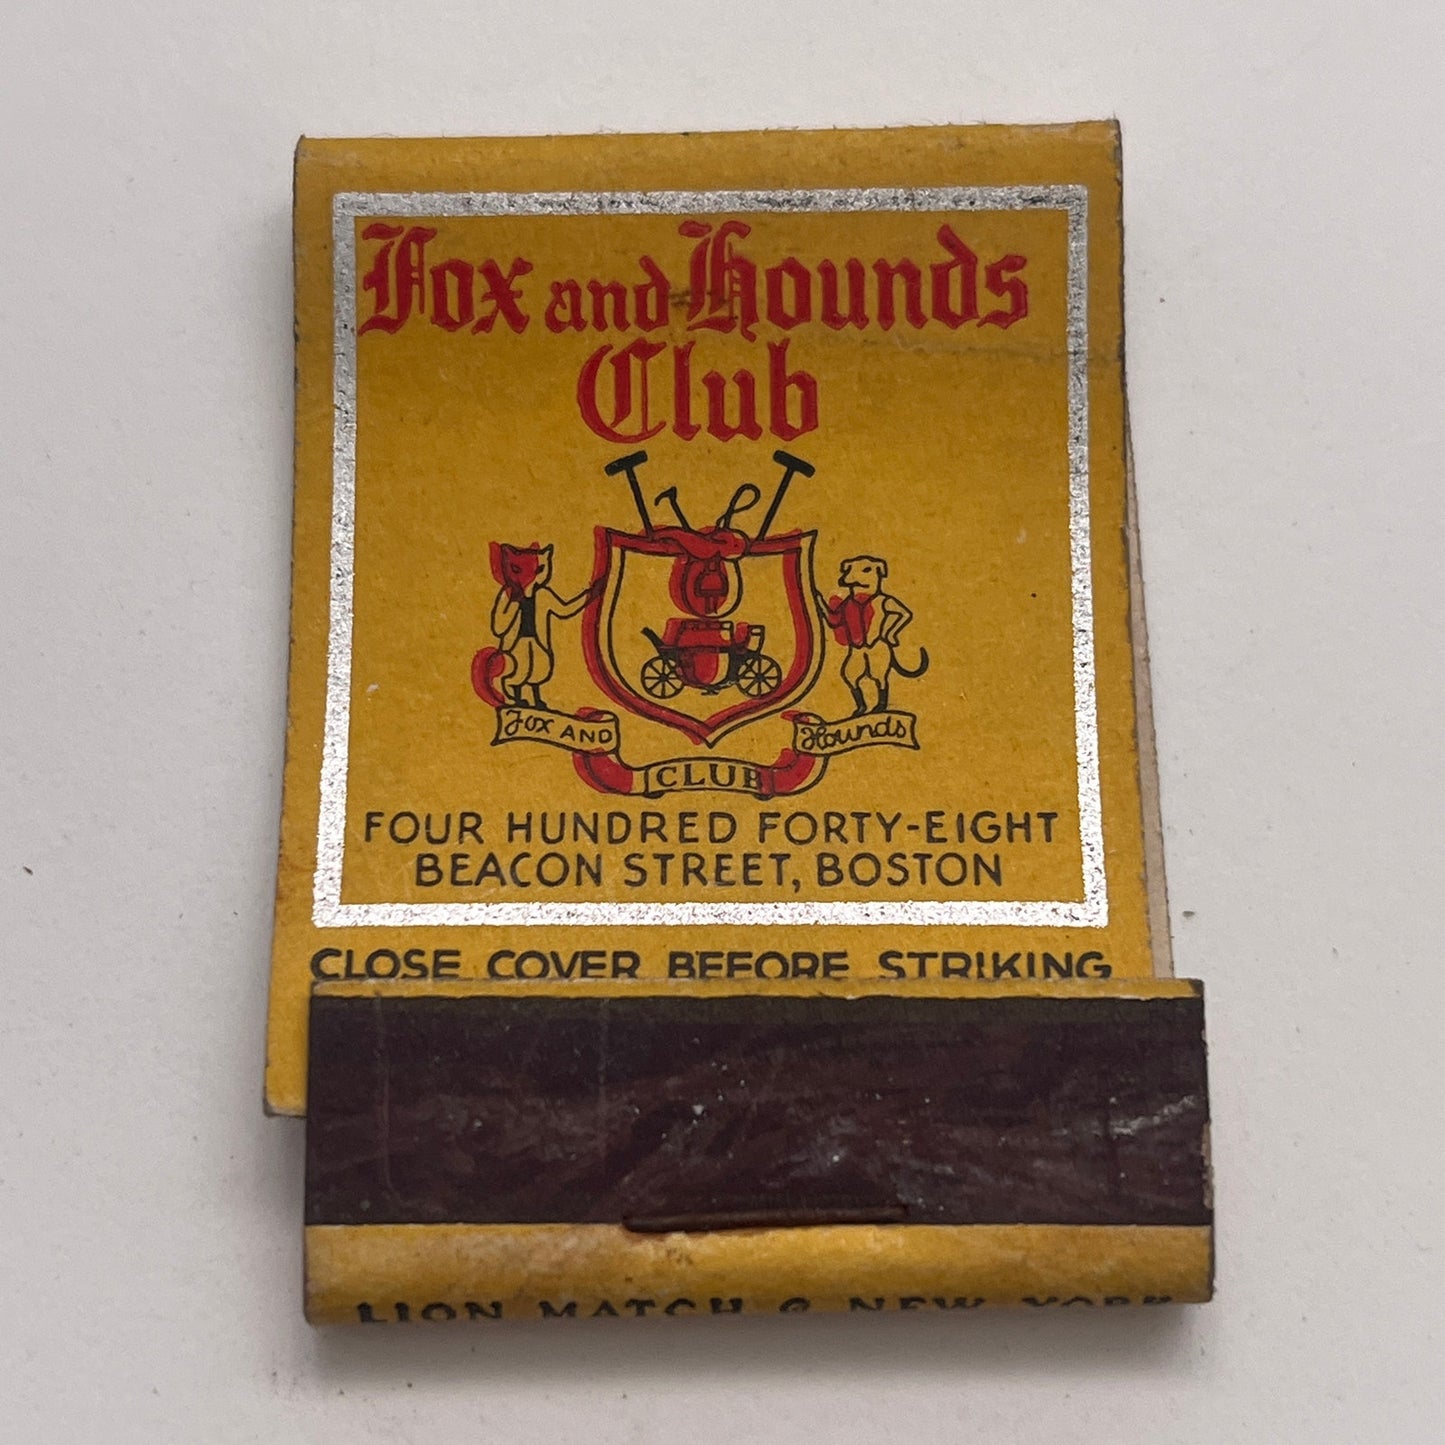 Fox and Hounds
Club
Fox AND
Hounds
CLUB
FOUR HUNDRED FORTY-EIGHT
BEACON STREET, BOSTON
CLOSE COVER BEFORE STRIKING
LION MATCH @ NEW YORK